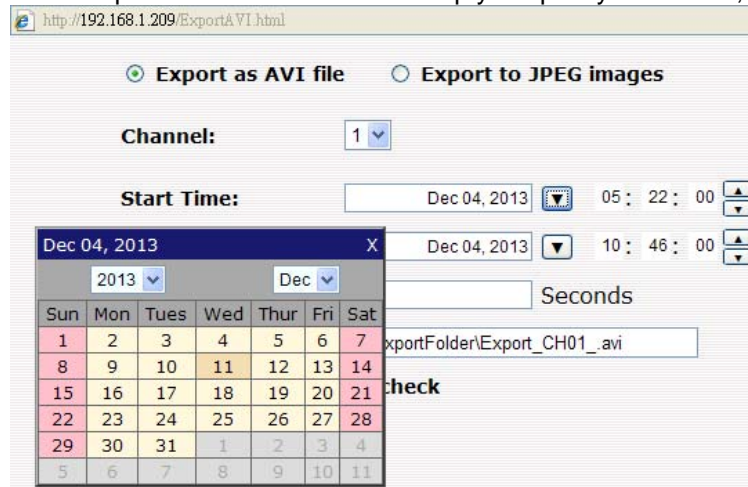 http://192.168.1.209/ExportAVI.html
Export as AVI file Export to JPEG images
Channel: 1
Start Time: Dec 04, 2013 05 : 22 : 00
Dec 04, 2013 X
Dec 04, 2013 10 : 46 : 00
2013 Dec
Seconds
Sun Mon Tues Wed Thur Fri Sat
1 2 3 4 5 6 7
xportFolder\Export_CH01_.avi
8 9 10 11 12 13 14
check
15 16 17 18 19 20 21
22 23 24 25 26 27 28
29 30 31 1 2 3 4
5 6 7 8 9 10 11